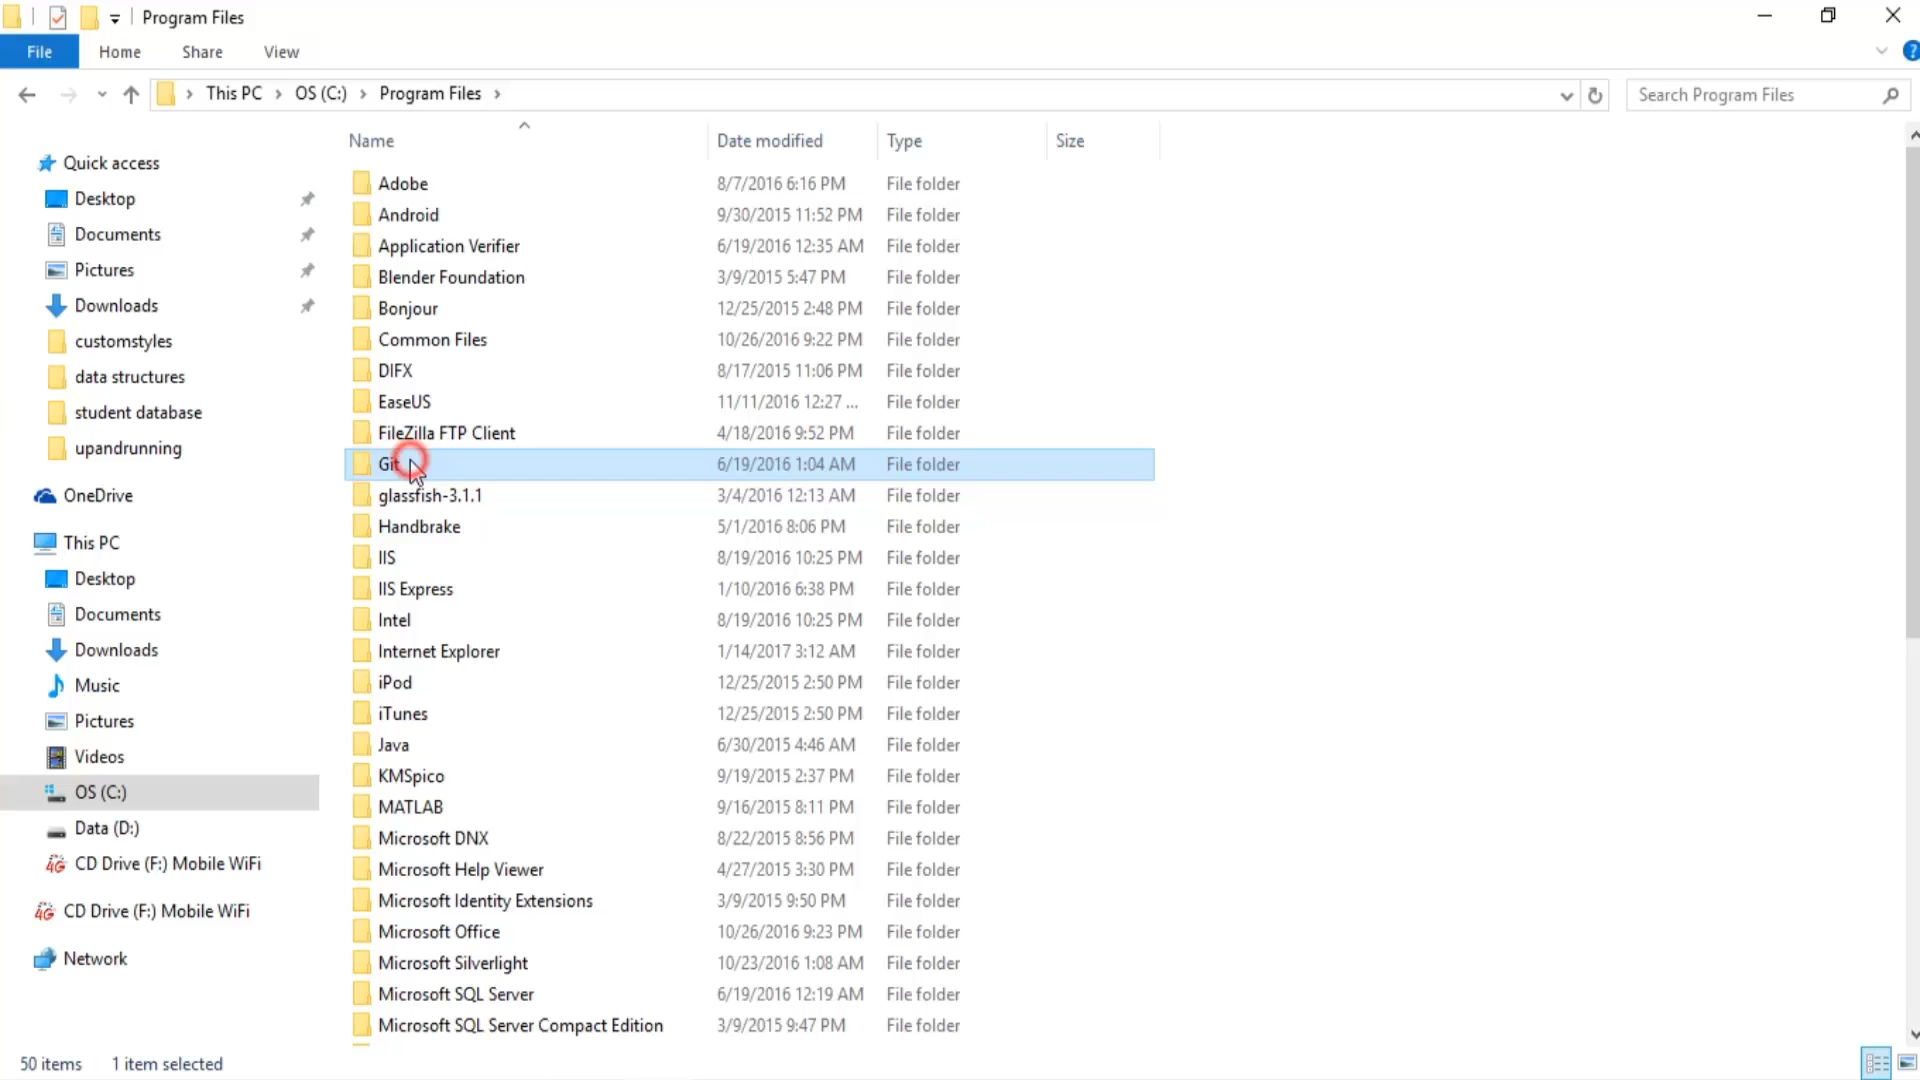 Program Files
File Home Share View
This PC OS (C:) Program Files
Search Program Files
Name Date modified Type Size
Quick access
Desktop
Documents
Pictures
Downloads
customstyles
data structures
student database
upandrunning
OneDrive
This PC
Desktop
Documents
Downloads
Music
Pictures
Videos
OS (C:)
Data (D:)
CD Drive (F:) Mobile WiFi
CD Drive (F:) Mobile WiFi
Network
Adobe 8/7/2016 6:16 PM File folder
Android 9/30/2015 11:52 PM File folder
Application Verifier 6/19/2016 12:35 AM File folder
Blender Foundation 3/9/2015 5:47 PM File folder
Bonjour 12/25/2015 2:48 PM File folder
Common Files 10/26/2016 9:22 PM File folder
DIFX 8/17/2015 11:06 PM File folder
EaseUS 11/11/2016 12:27 ... File folder
FileZilla FTP Client 4/18/2016 9:52 PM File folder
Git 6/19/2016 1:04 AM File folder
glassfish-3.1.1 3/4/2016 12:13 AM File folder
Handbrake 5/1/2016 8:06 PM File folder
IIS 8/19/2016 10:25 PM File folder
IIS Express 1/10/2016 6:38 PM File folder
Intel 8/19/2016 10:25 PM File folder
Internet Explorer 1/14/2017 3:12 AM File folder
iPod 12/25/2015 2:50 PM File folder
iTunes 12/25/2015 2:50 PM File folder
Java 6/30/2015 4:46 AM File folder
KMSpico 9/19/2015 2:37 PM File folder
MATLAB 9/16/2015 8:11 PM File folder
Microsoft DNX 8/22/2015 8:56 PM File folder
Microsoft Help Viewer 4/27/2015 3:30 PM File folder
Microsoft Identity Extensions 3/9/2015 9:50 PM File folder
Microsoft Office 10/26/2016 9:23 PM File folder
Microsoft Silverlight 10/23/2016 1:08 AM File folder
Microsoft SQL Server 6/19/2016 12:19 AM File folder
Microsoft SQL Server Compact Edition 3/9/2015 9:47 PM File folder
50 items 1 item selected